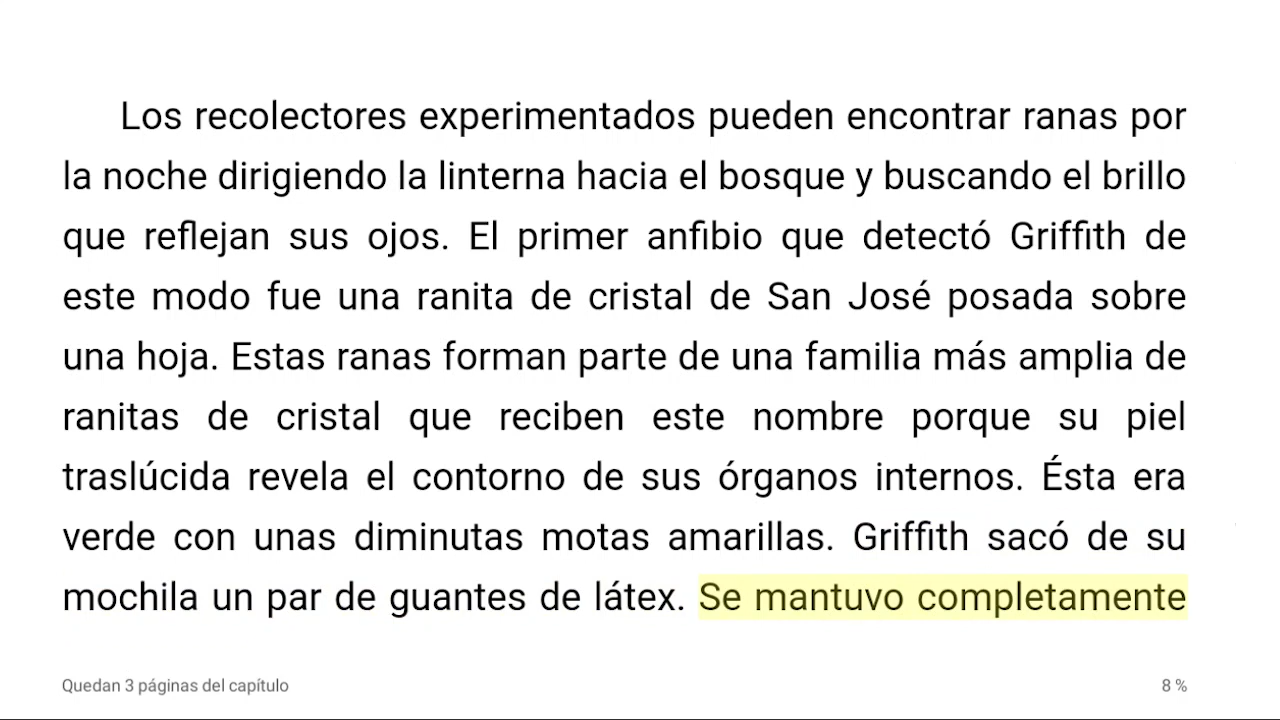 Los recolectores experimentados pueden encontrar ranas por
la noche dirigiendo la linterna hacia el bosque y buscando el brillo
que reflejan sus ojos. El primer anfibio que detectó Griffith de
este modo fue una ranita de cristal de San José posada sobre
una hoja. Estas ranas forman parte de una familia más amplia de
ranitas de cristal que reciben este nombre porque su piel
traslúcida revela el contorno de sus órganos internos. Ésta era
verde con unas diminutas motas amarillas. Griffith sacó de su
mochila un par de guantes de látex. Se mantuvo completamente
Quedan 3 páginas del capítulo
8 %